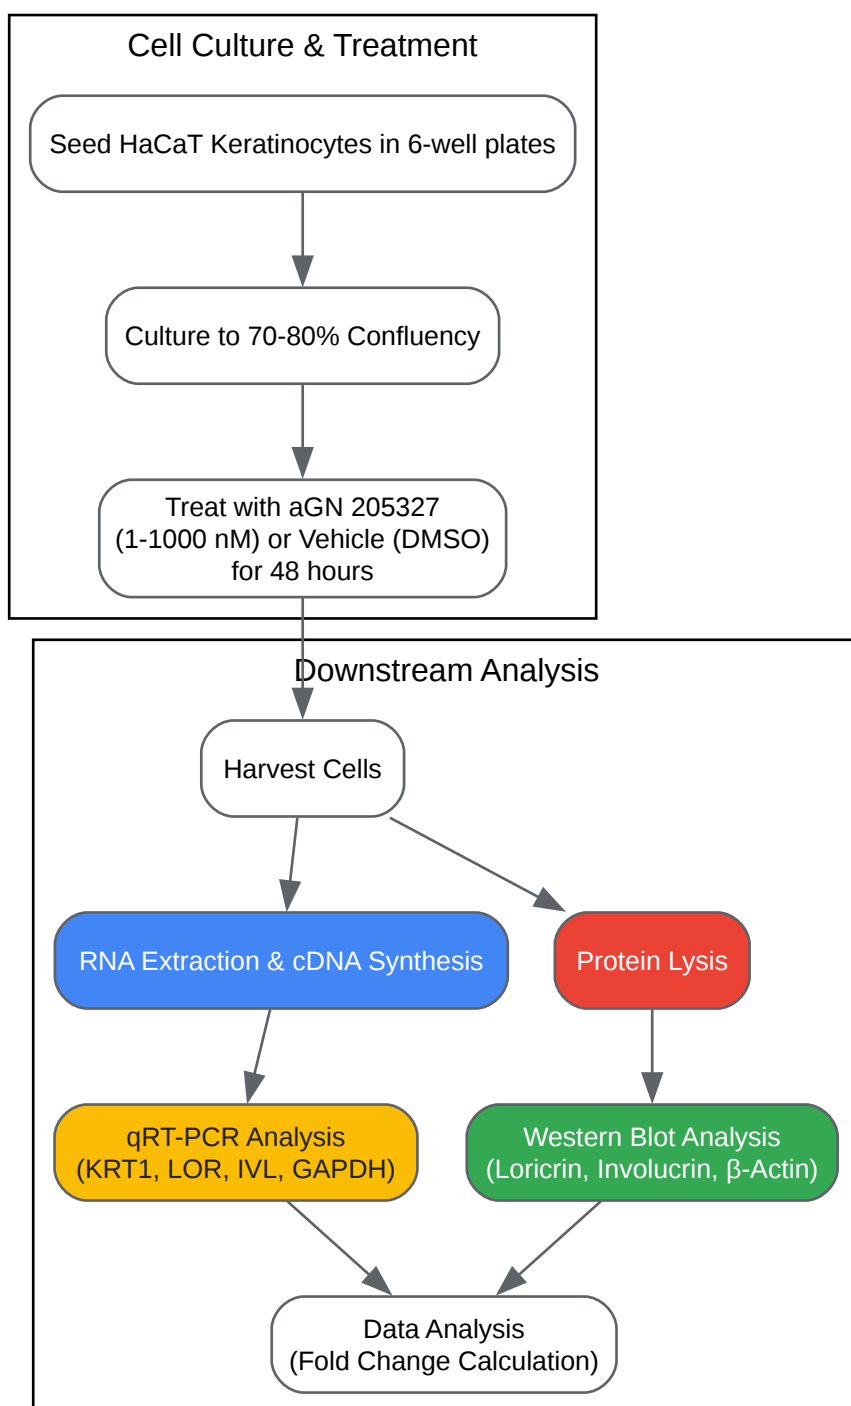 Cell Culture & Treatment
Seed HaCaT Keratinocytes in 6-well plates
Culture to 70-80% Confluency
Treat with aGN 205327
(1-1000 nM) or Vehicle (DMSO)
for 48 hours
Downstream Analysis
Harvest Cells
RNA Extraction & cDNA Synthesis
Protein Lysis
qRT-PCR Analysis
(KRT1, LOR, IVL, GAPDH)
Western Blot Analysis
(Loricrin, Involucrin, β-Actin)
Data Analysis
(Fold Change Calculation)